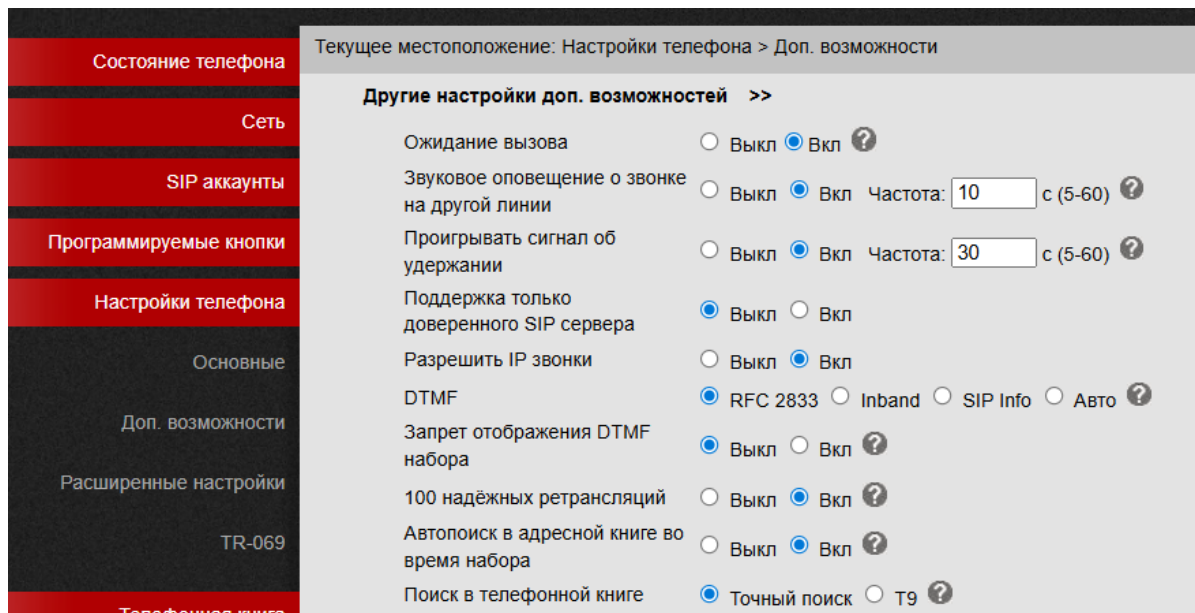 Текущее местоположение: Настройки телефона > Доп. возможности
Состояние телефона
Сеть
SIP аккаунты
Программируемые кнопки
Настройки телефона
Основные
Доп. возможности
Расширенные настройки
TR-069
Телефонная книга
Другие настройки доп. возможностей >>
Ожидание вызова Выкл Вкл ?
Звуковое оповещение о звонке
на другой линии Выкл Вкл Частота: 10 с (5-60) ?
Проигрывать сигнал об
удержании Выкл Вкл Частота: 30 с (5-60) ?
Поддержка только
доверенного SIP сервера Выкл Вкл
Разрешить IP звонки Выкл Вкл
DTMF RFC 2833 Inband SIP Info Авто ?
Запрет отображения DTMF
набора Выкл Вкл ?
100 надёжных ретрансляций Выкл Вкл ?
Автопоиск в адресной книге во
время набора Выкл Вкл ?
Поиск в телефонной книге Точный поиск T9 ?